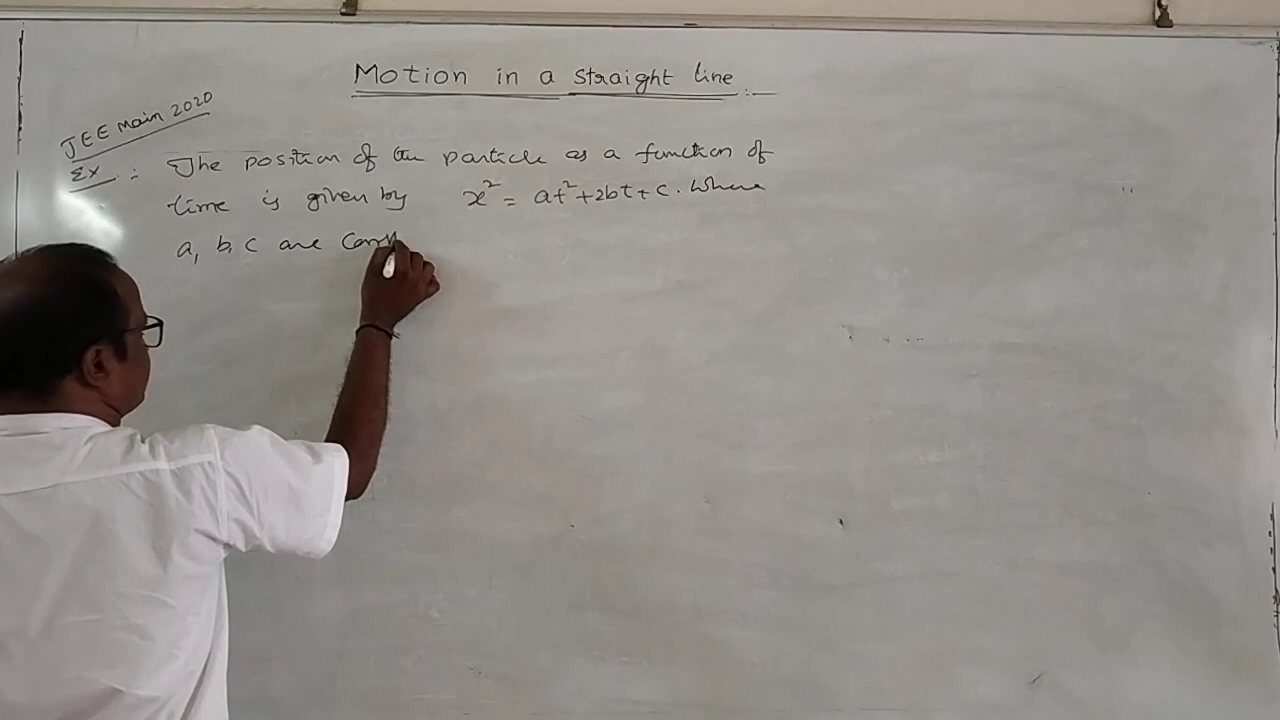 Motion in a straight line :—
JEE Main 2020
Ex : The position of the particle as a function of
time is given by x² = at² + 2bt + c. Where
a, b, c are con